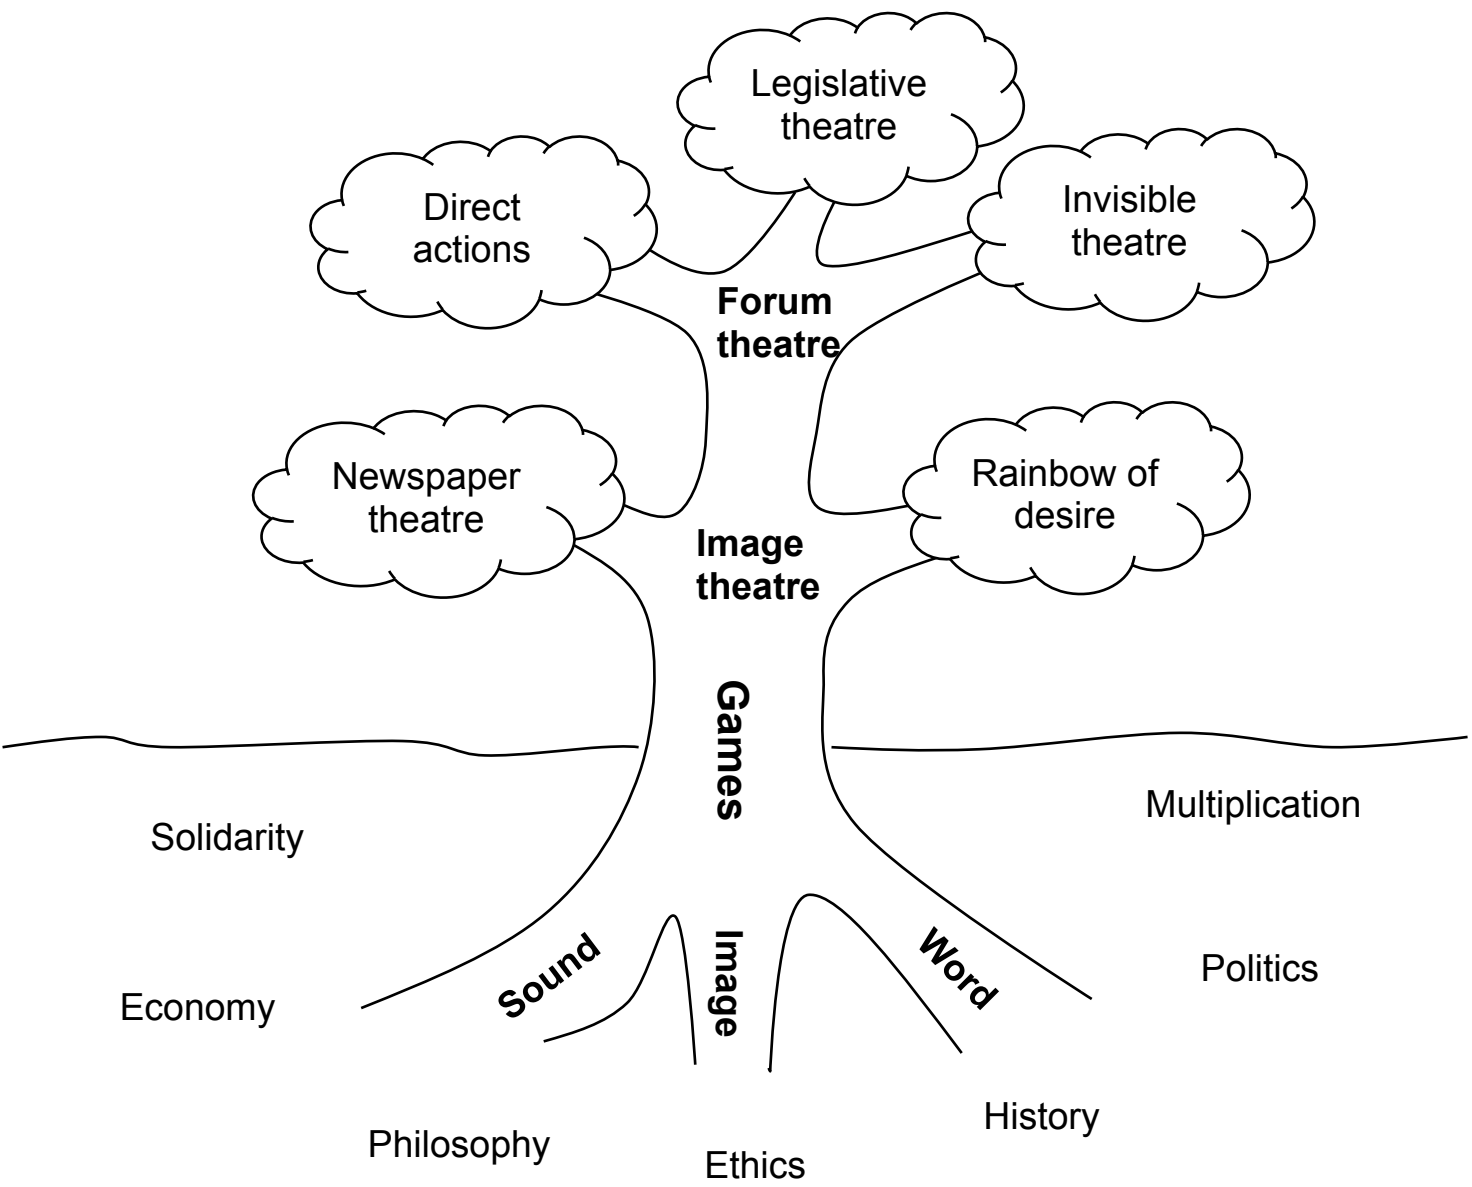 Legislative
theatre
Direct
actions
Invisible
theatre
Forum
theatre
Newspaper
theatre
Rainbow of
desire
Image
theatre
Games
Solidarity
Multiplication
Sound
Image
Word
Economy
Politics
Philosophy
Ethics
History